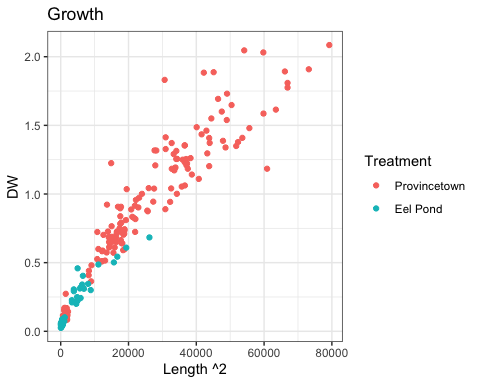 Growth
DW
2.0
1.5
1.0
0.5
0.0
0
20000
40000
60000
80000
Length ^2
Treatment
Provincetown
Eel Pond